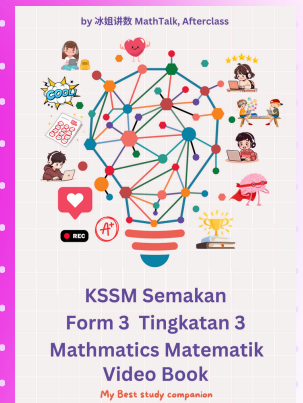 by 冰姐讲数 MathTalk, Afterclass
COOL!
REC
A+
KSSM Semakan
Form 3 Tingkatan 3
Mathmatics Matematik
Video Book
My Best study companion